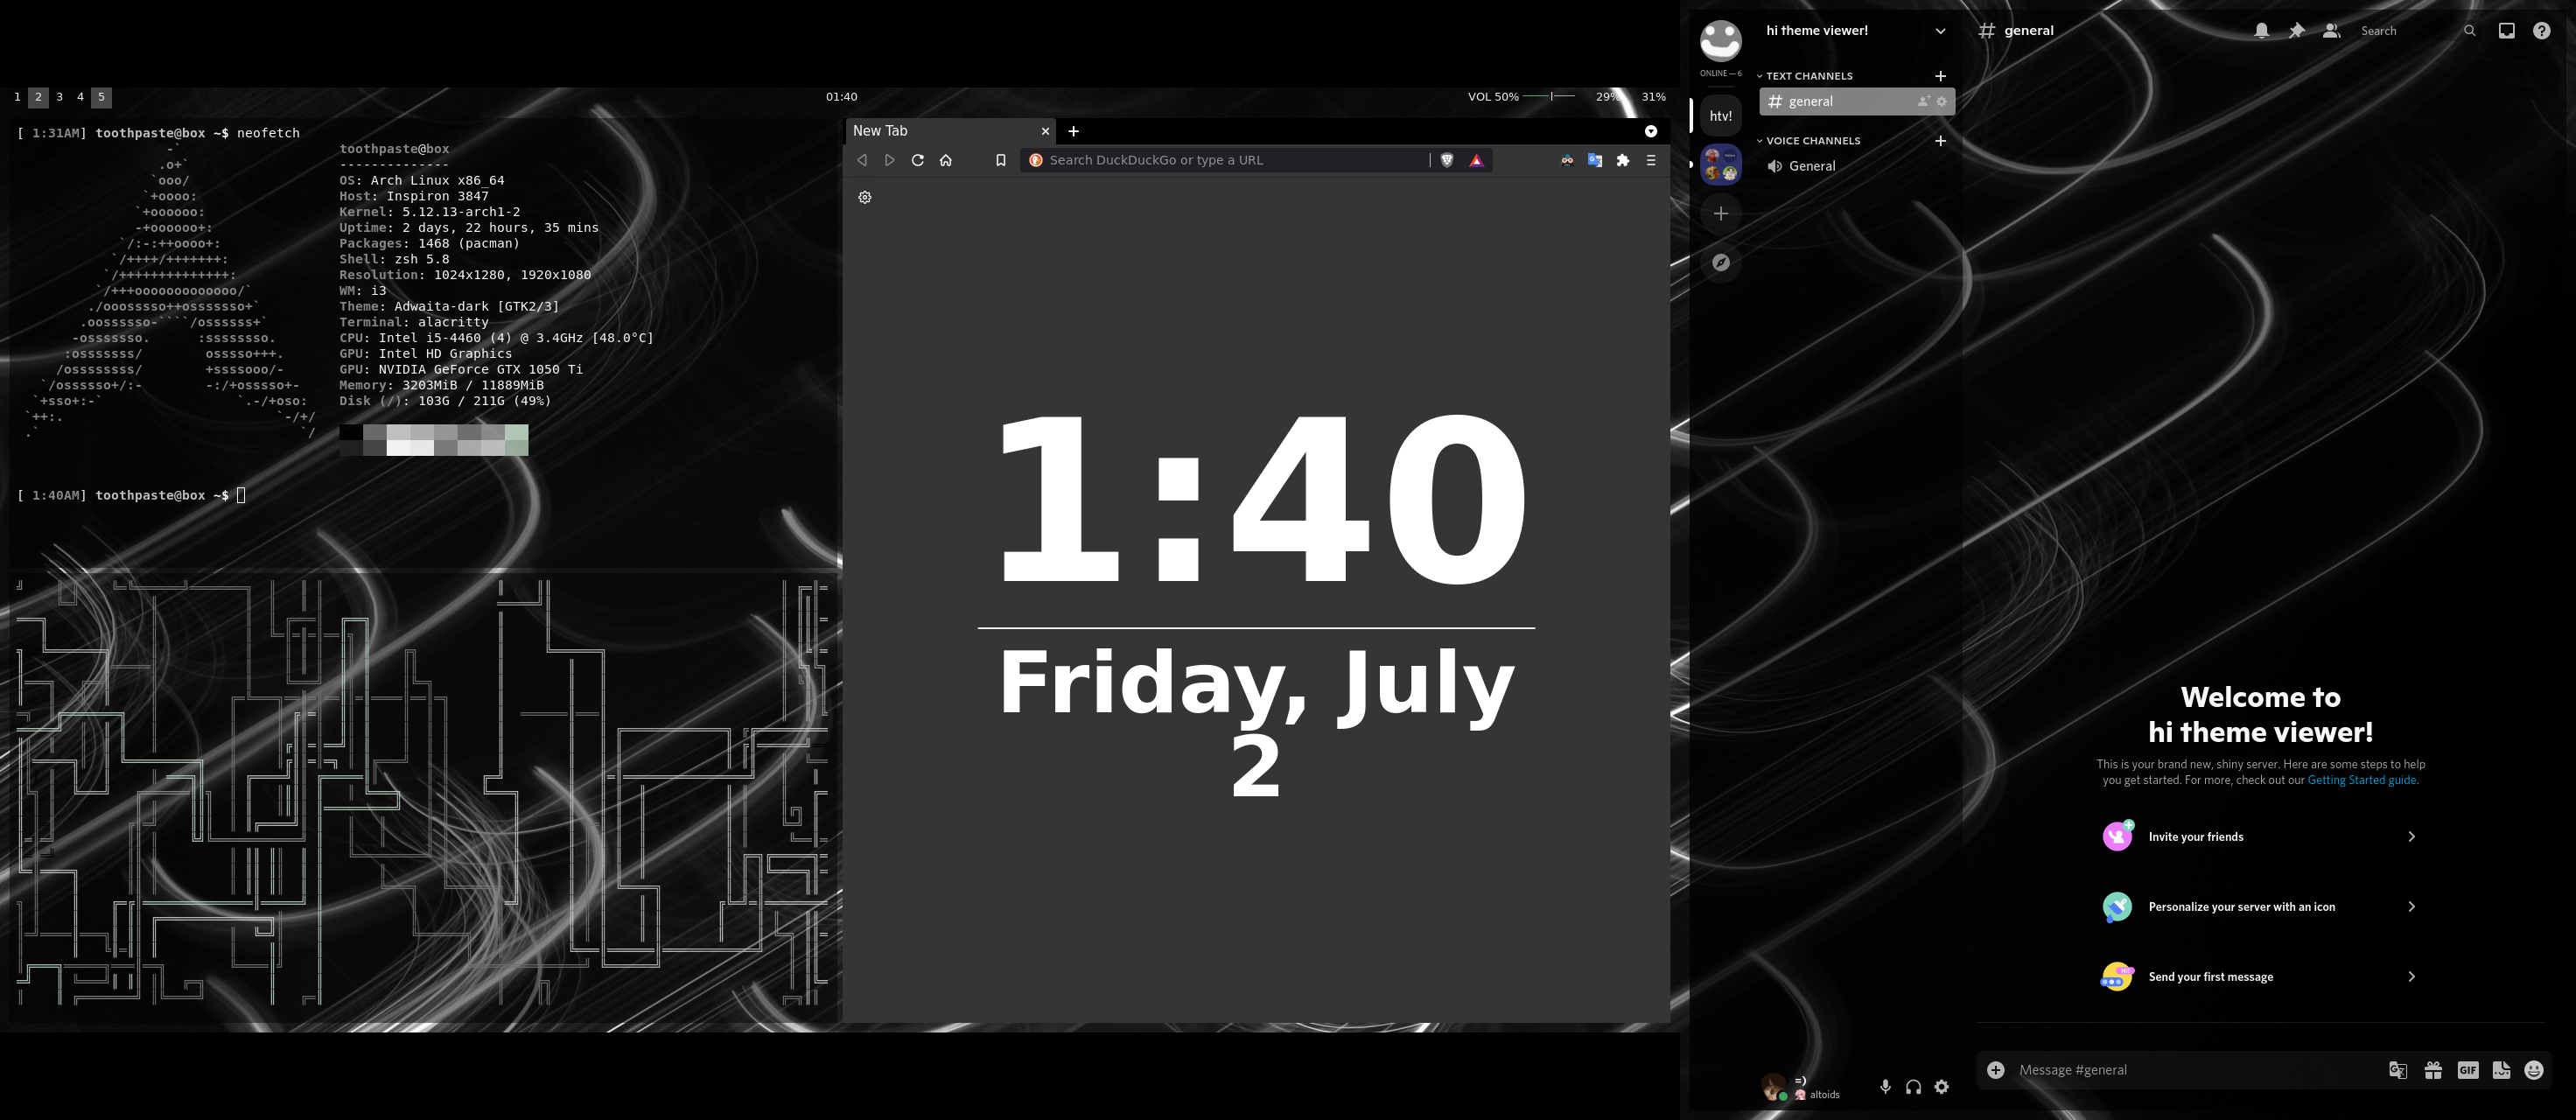 1 2 3 4 5
01:40
VOL 50%
29%
31%
[ 1:31AM] toothpaste@box ~$ neofetch
toothpaste@box
--------------
OS: Arch Linux x86_64
Host: Inspiron 3847
Kernel: 5.12.13-arch1-2
Uptime: 2 days, 22 hours, 35 mins
Packages: 1468 (pacman)
Shell: zsh 5.8
Resolution: 1024x1280, 1920x1080
WM: i3
Theme: Adwaita-dark [GTK2/3]
Terminal: alacritty
CPU: Intel i5-4460 (4) @ 3.4GHz [48.0°C]
GPU: Intel HD Graphics
GPU: NVIDIA GeForce GTX 1050 Ti
Memory: 3203MiB / 11889MiB
Disk (/): 103G / 211G (49%)
[ 1:40AM] toothpaste@box ~$
New Tab
Search DuckDuckGo or type a URL
1:40
Friday, July
2
ONLINE — 6
htv!
hi theme viewer!
TEXT CHANNELS
general
VOICE CHANNELS
General
=)
altoids
# general
Search
Welcome to
hi theme viewer!
This is your brand new, shiny server. Here are some steps to help
you get started. For more, check out our Getting Started guide.
Invite your friends
Personalize your server with an icon
Send your first message
Message #general
GIF